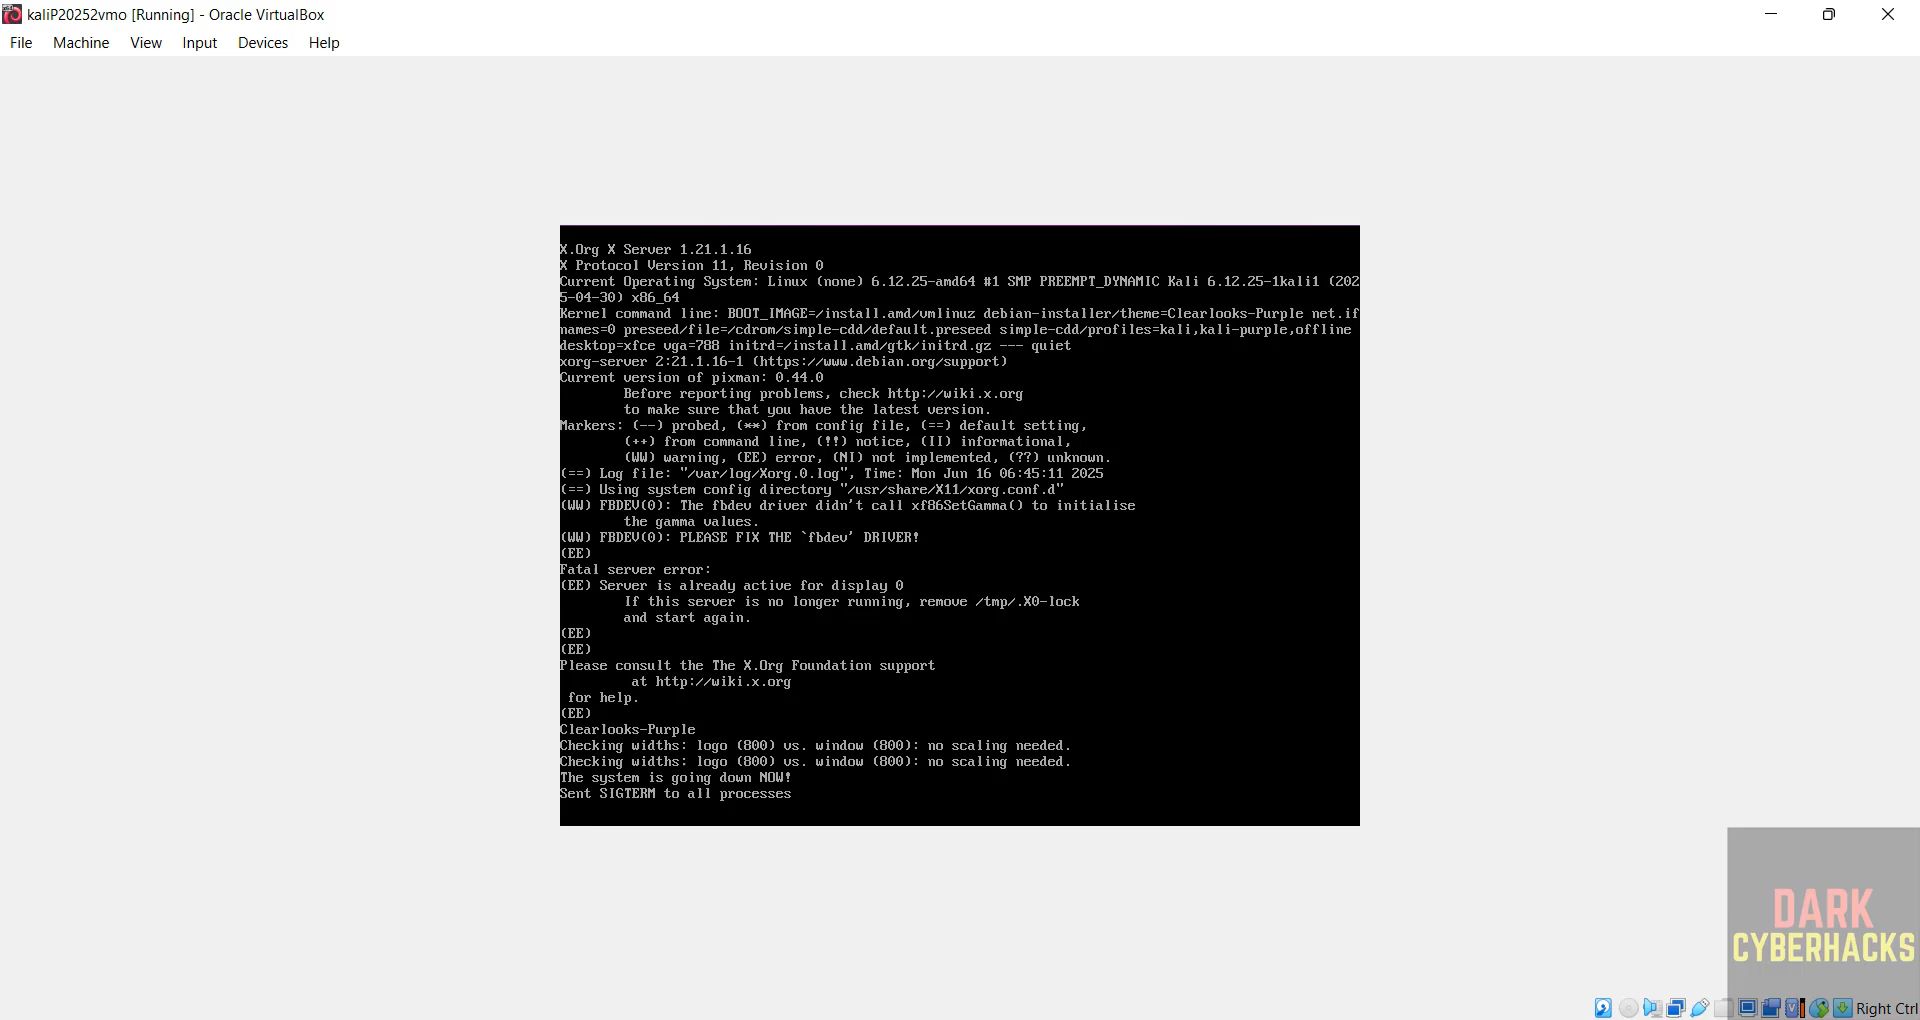 kaliP20252vmo [Running] - Oracle VirtualBox
File Machine View Input Devices Help
X.Org X Server 1.21.1.16
X Protocol Version 11, Revision 0
Current Operating System: Linux (none) 6.12.25-amd64 #1 SMP PREEMPT_DYNAMIC Kali 6.12.25-1kali1 (202
5-04-30) x86_64
Kernel command line: BOOT_IMAGE=/install.amd/vmlinuz debian-installer/theme=Clearlooks-Purple net.if
names=0 preseed/file=/cdrom/simple-cdd/default.preseed simple-cdd/profiles=kali,kali-purple,offline
desktop=xfce vga=788 initrd=/install.amd/gtk/initrd.gz --- quiet
xorg-server 2:21.1.16-1 (https://www.debian.org/support)
Current version of pixman: 0.44.0
Before reporting problems, check http://wiki.x.org
to make sure that you have the latest version.
Markers: (--) probed, (**) from config file, (==) default setting,
(++) from command line, (!!) notice, (II) informational,
(WW) warning, (EE) error, (NI) not implemented, (??) unknown.
(==) Log file: "/var/log/Xorg.0.log", Time: Mon Jun 16 06:45:11 2025
(==) Using system config directory "/usr/share/X11/xorg.conf.d"
(WW) FBDEV(0): The fbdev driver didn't call xf86SetGamma() to initialise
the gamma values.
(WW) FBDEV(0): PLEASE FIX THE `fbdev' DRIVER!
(EE)
Fatal server error:
(EE) Server is already active for display 0
If this server is no longer running, remove /tmp/.X0-lock
and start again.
(EE)
(EE)
Please consult the The X.Org Foundation support
at http://wiki.x.org
for help.
(EE)
Clearlooks-Purple
Checking widths: logo (800) vs. window (800): no scaling needed.
Checking widths: logo (800) vs. window (800): no scaling needed.
The system is going down NOW!
Sent SIGTERM to all processes
DARK
CYBERHACKS
Right Ctrl